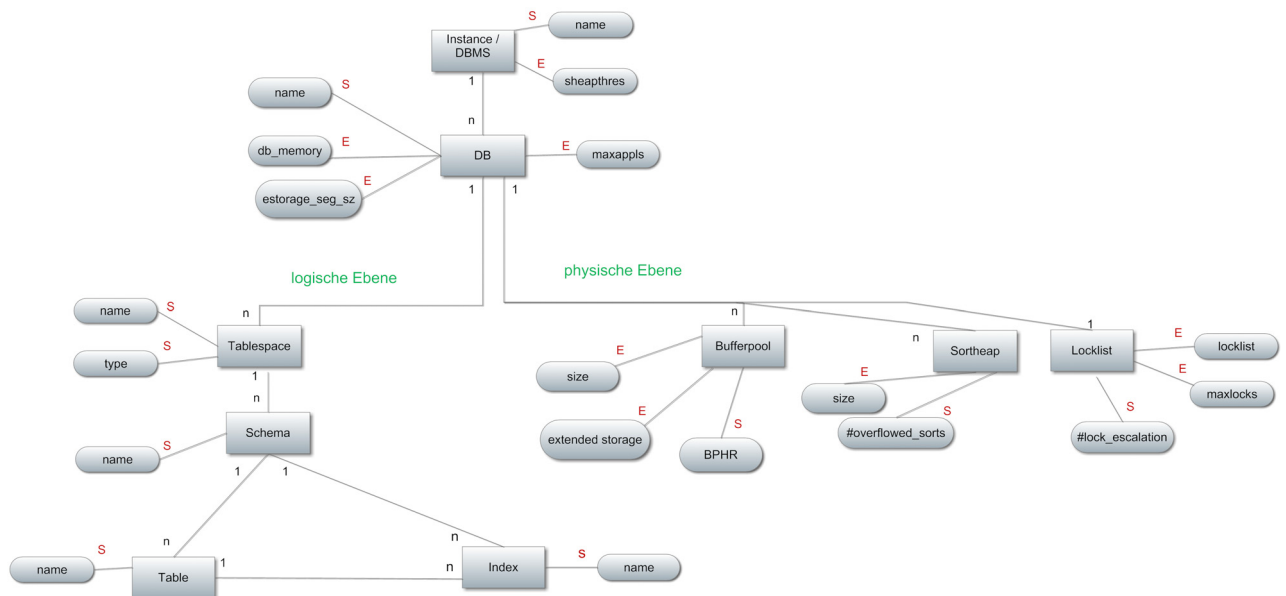 S
name
Instance /
DBMS
E
sheapthres
1
name
S
n
db_memory
E
DB
E
maxappls
E
estorage_seg_sz
1
1
logische Ebene
physische Ebene
name
S
n
n
1
Tablespace
Bufferpool
n
Sortheap
Locklist
E
locklist
type
S
E
size
E
maxlocks
1
n
E
size
E
S
S
Schema
extended storage
S
#overflowed_sorts
#lock_escalation
name
S
BPHR
1
1
n
n
name
S
Table
1
n
Index
s
name